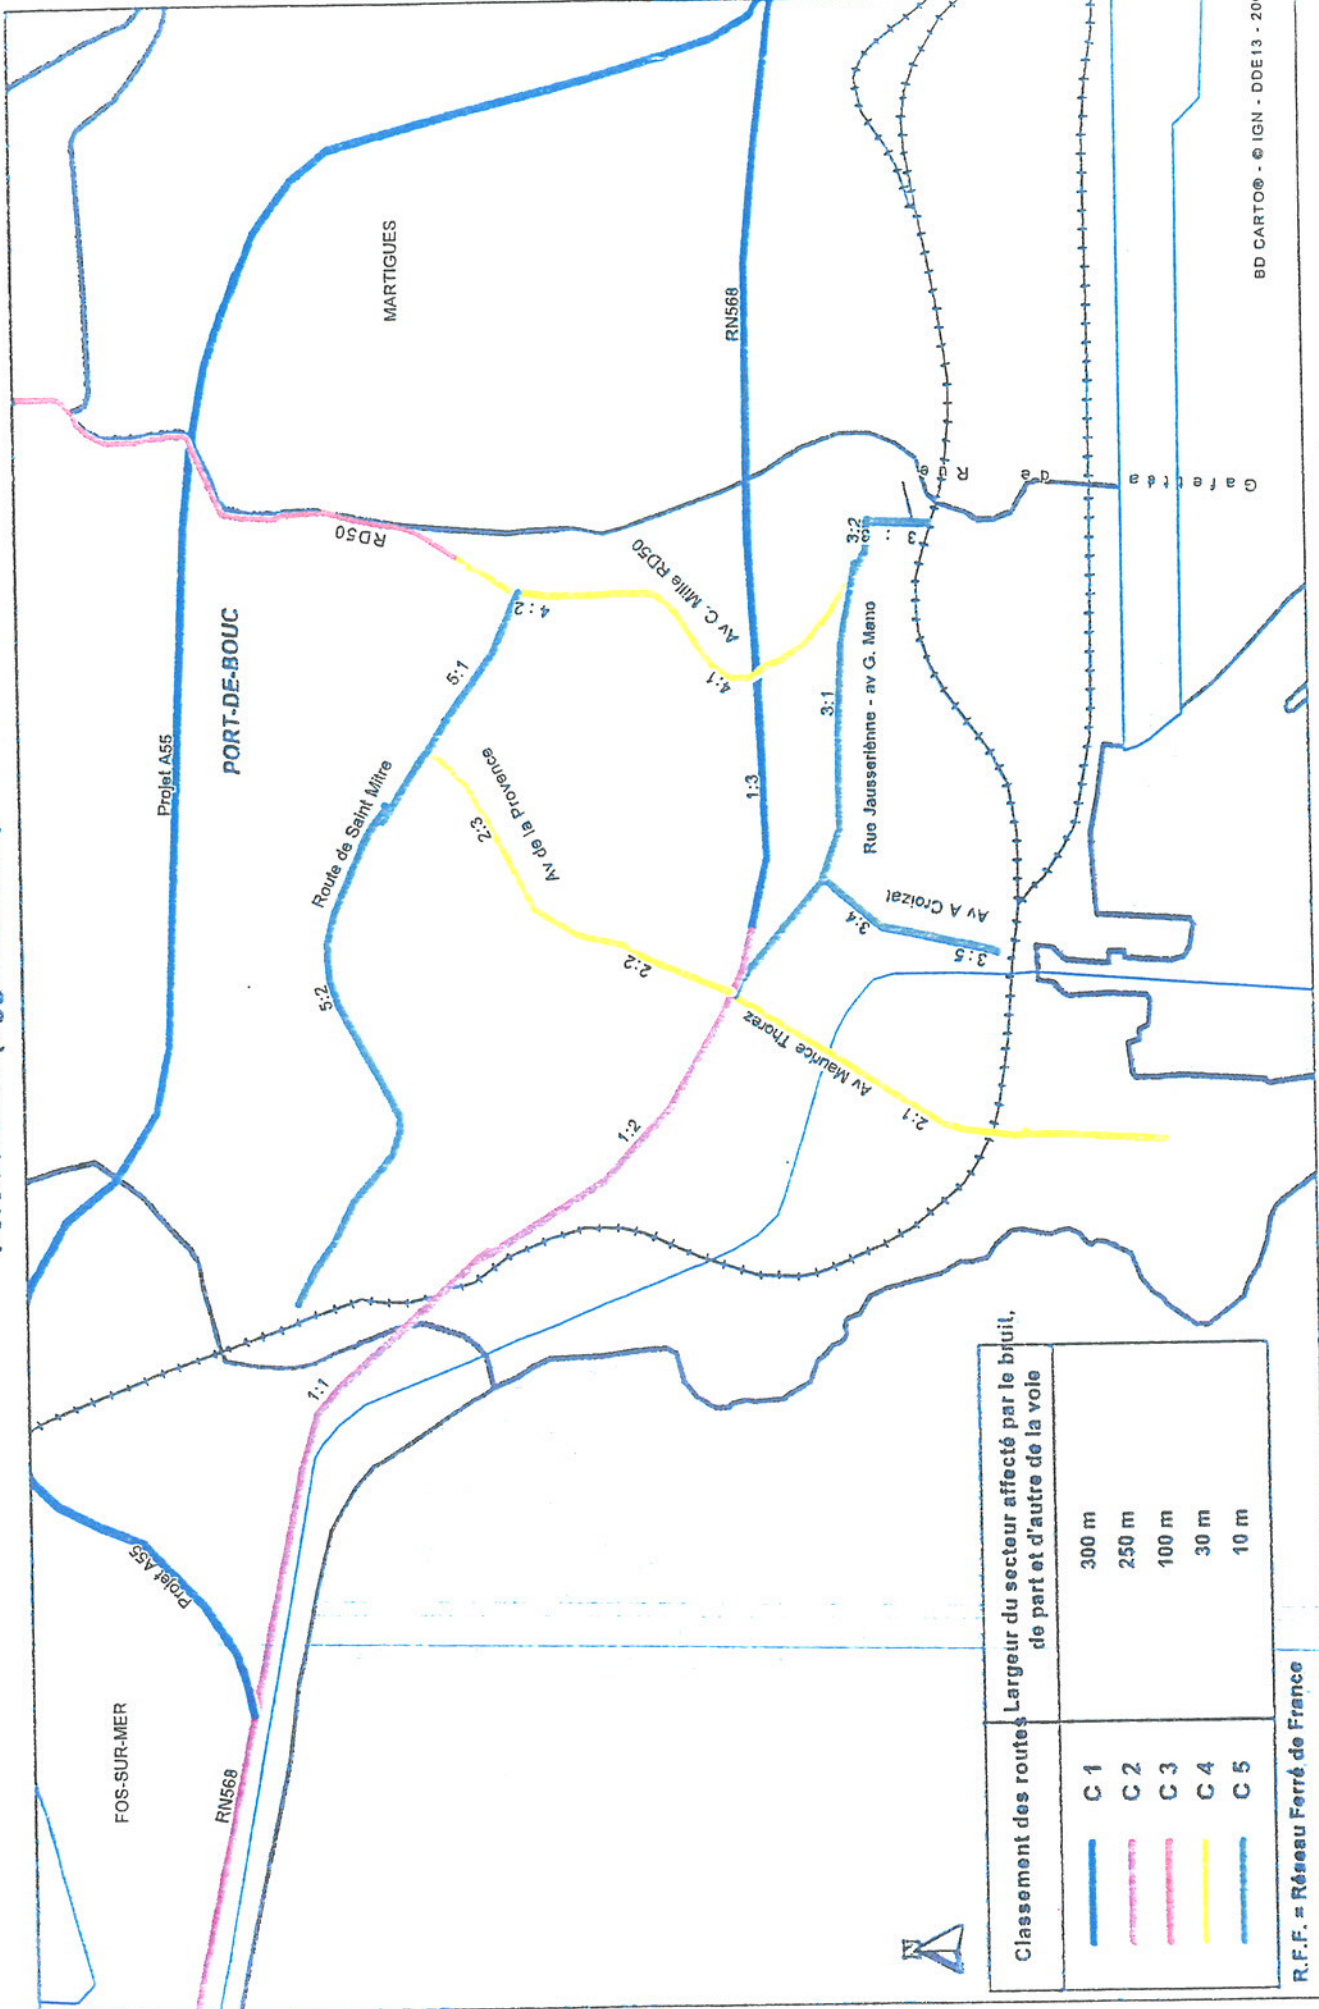 FOS-SUR-MER
RN568
Projet A55
1:1
MARTIGUES
PORT-DE-BOUC
Projet A55
RD50
Route de Saint Mitre
5:2
5:1
4:2
Av de la Provence
2:3
2:2
Av C. Mille RD50
4:1
RN568
1:2
1:3
Av Maurice Thorez
2:1
3:1
3:2
Rue Jausseriènne - av G. Mono
Av A Croizat
3:4
3:5
de
Gafetta
Classement des routes
Largeur du secteur affecté par le bruit,
de part et d'autre de la voie
C 1 300 m
C 2 250 m
C 3 100 m
C 4 30 m
C 5 10 m
R.F.F. = Réseau Ferré de France
BD CARTO® - © IGN - DDE13 - 20
N